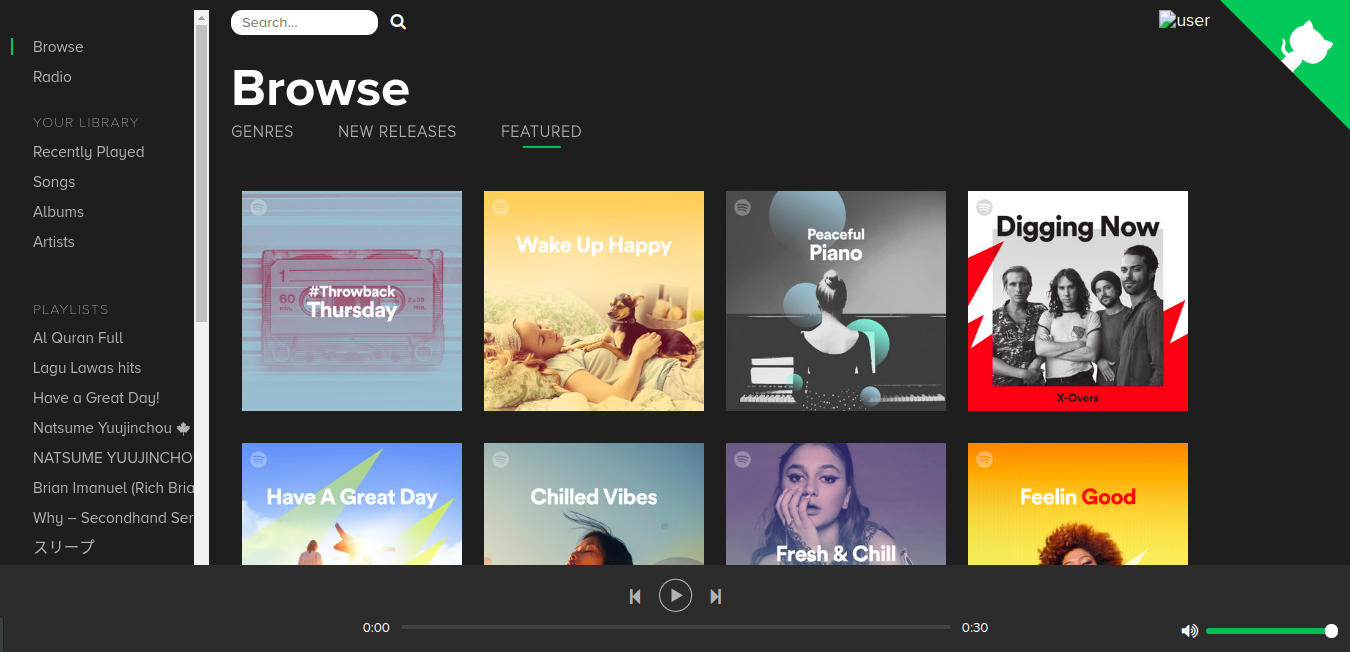 Search...
user
Browse
Radio
YOUR LIBRARY
Recently Played
Songs
Albums
Artists
PLAYLISTS
Al Quran Full
Lagu Lawas hits
Have a Great Day!
Natsume Yuujinchou 🍁
NATSUME YUUJINCHO
Brian Imanuel (Rich Bria
Why – Secondhand Ser
スリープ
Browse
GENRES NEW RELEASES FEATURED
1
60
#Throwback
Thursday
Wake Up Happy
Peaceful
Piano
Digging Now
X-Overs
Have A Great Day
Chilled Vibes
Fresh & Chill
Feelin Good
0:00
0:30